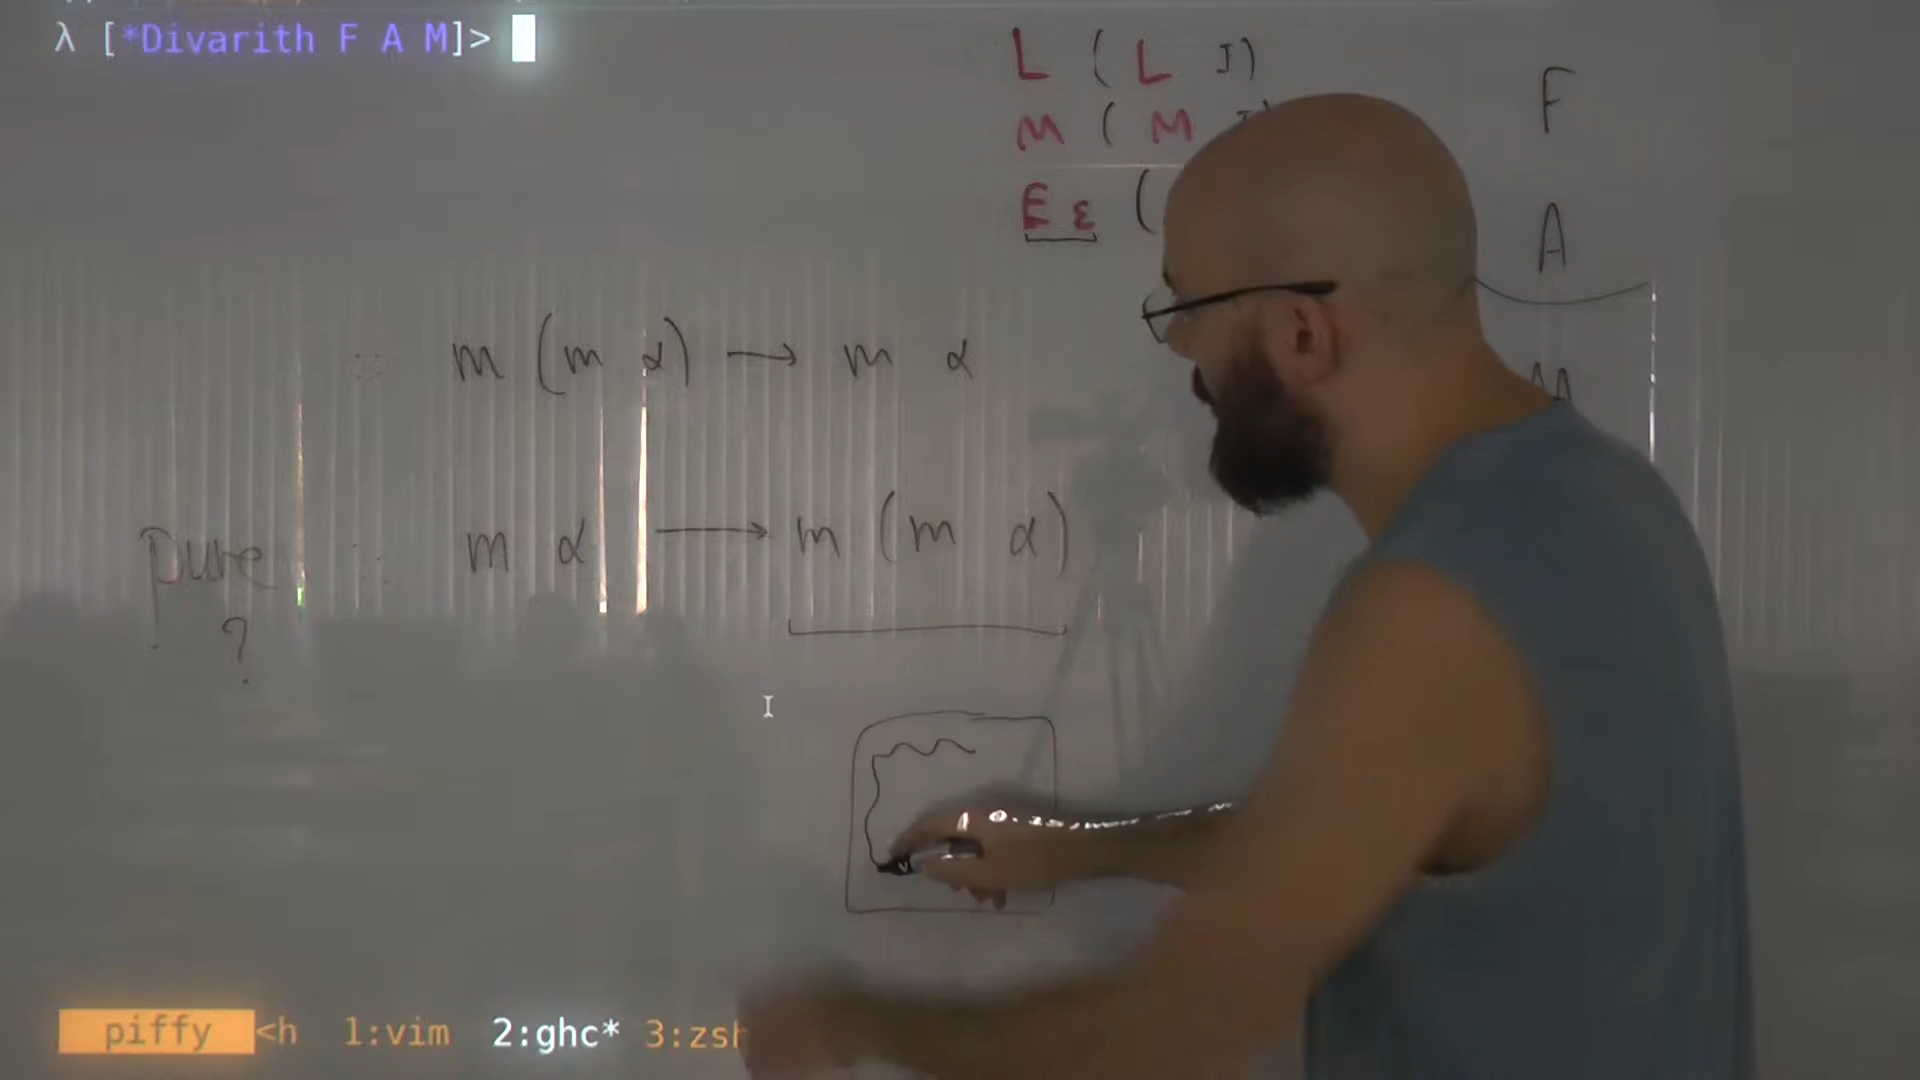 λ [*Divarith F A M]>
L ( L I)
M ( M I)
E ε (
F
A
M
: m (m α) → m α
pure : m α → m (m α)
?
piffy <h 1:vim 2:ghc* 3:zsh